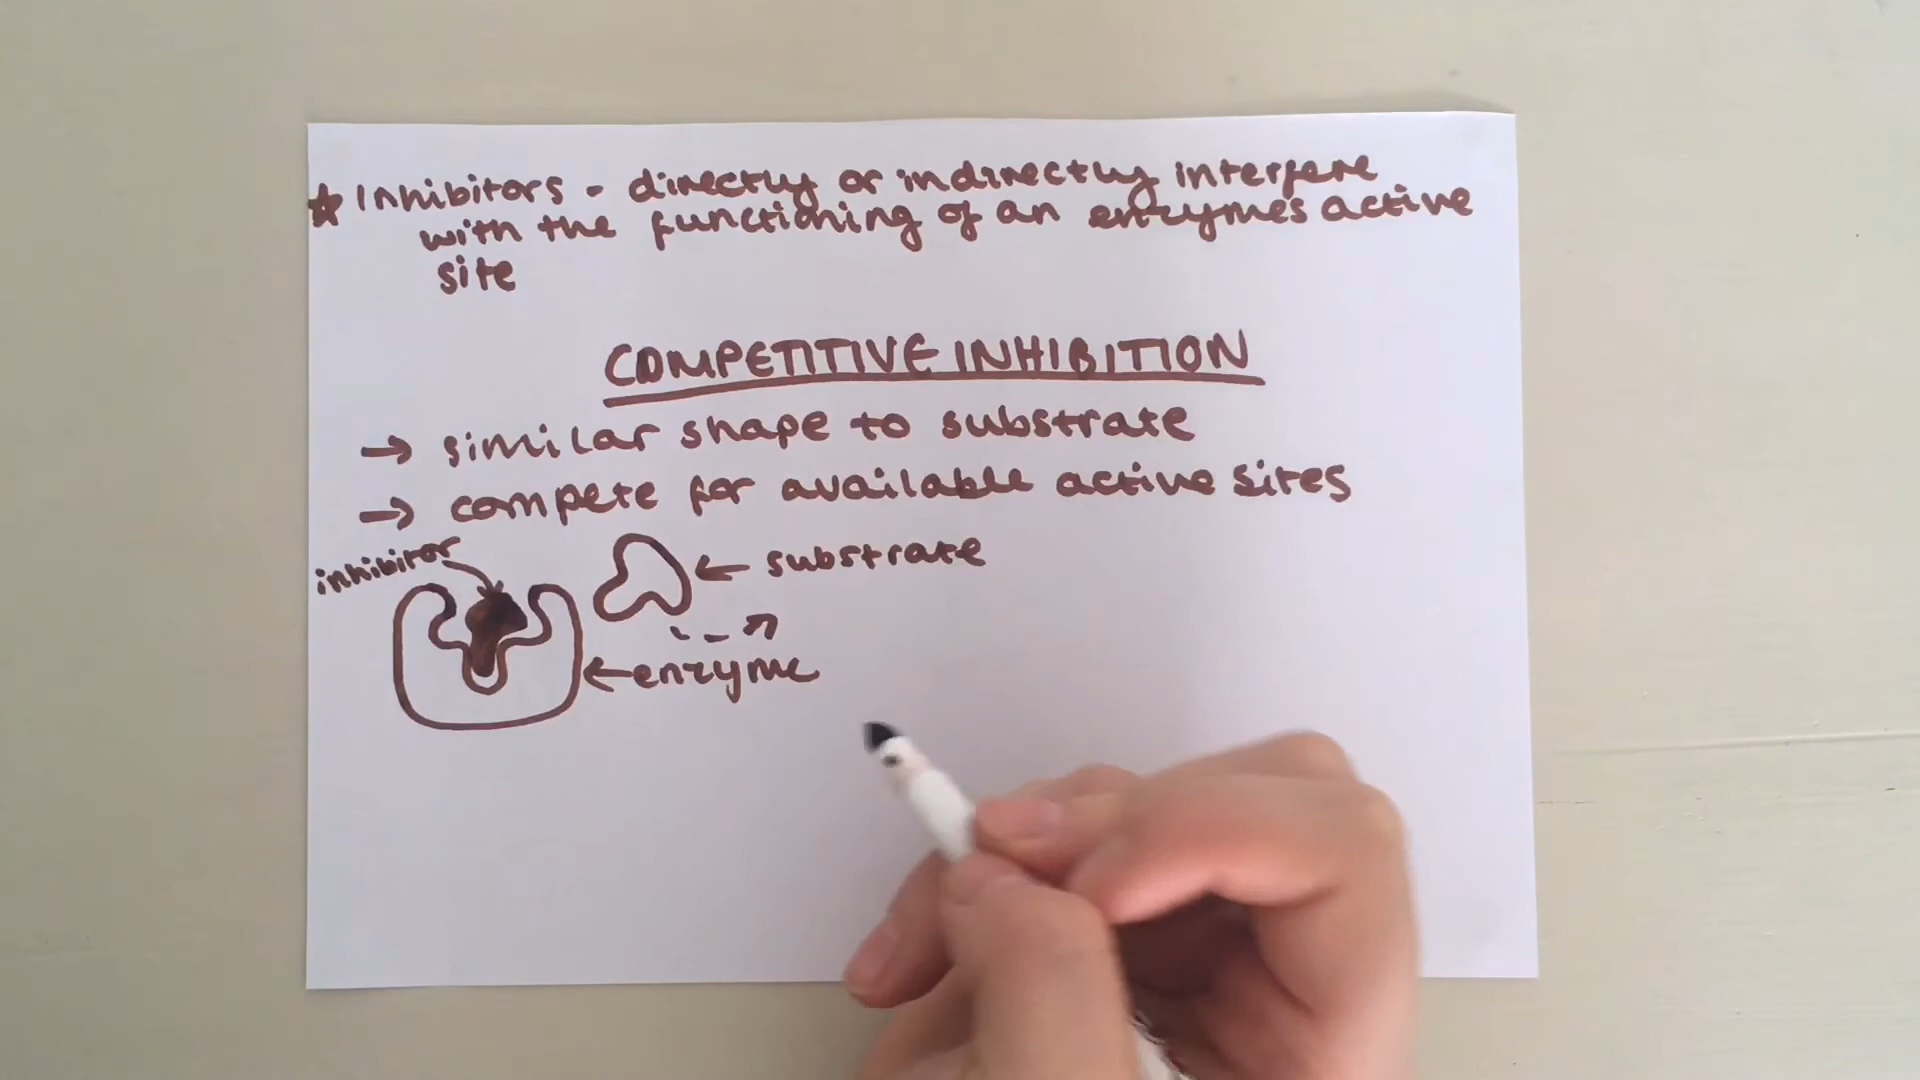 ☆ Inhibitors - directly or indirectly interfere
with the functioning of an enzymes active
site
COMPETITIVE INHIBITION
→ similar shape to substrate
→ compete for available active sites
inhibitor
← substrate
← enzyme